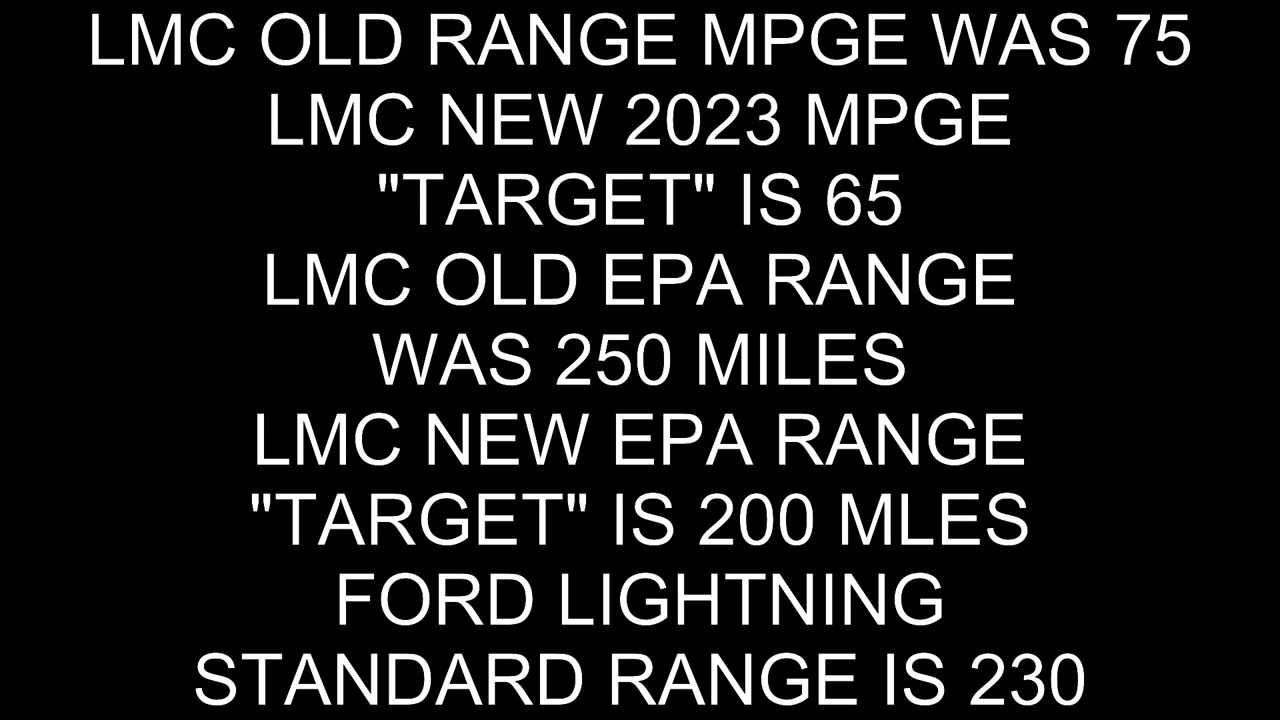 LMC OLD RANGE MPGE WAS 75
LMC NEW 2023 MPGE
"TARGET" IS 65
LMC OLD EPA RANGE
WAS 250 MILES
LMC NEW EPA RANGE
"TARGET" IS 200 MLES
FORD LIGHTNING
STANDARD RANGE IS 230